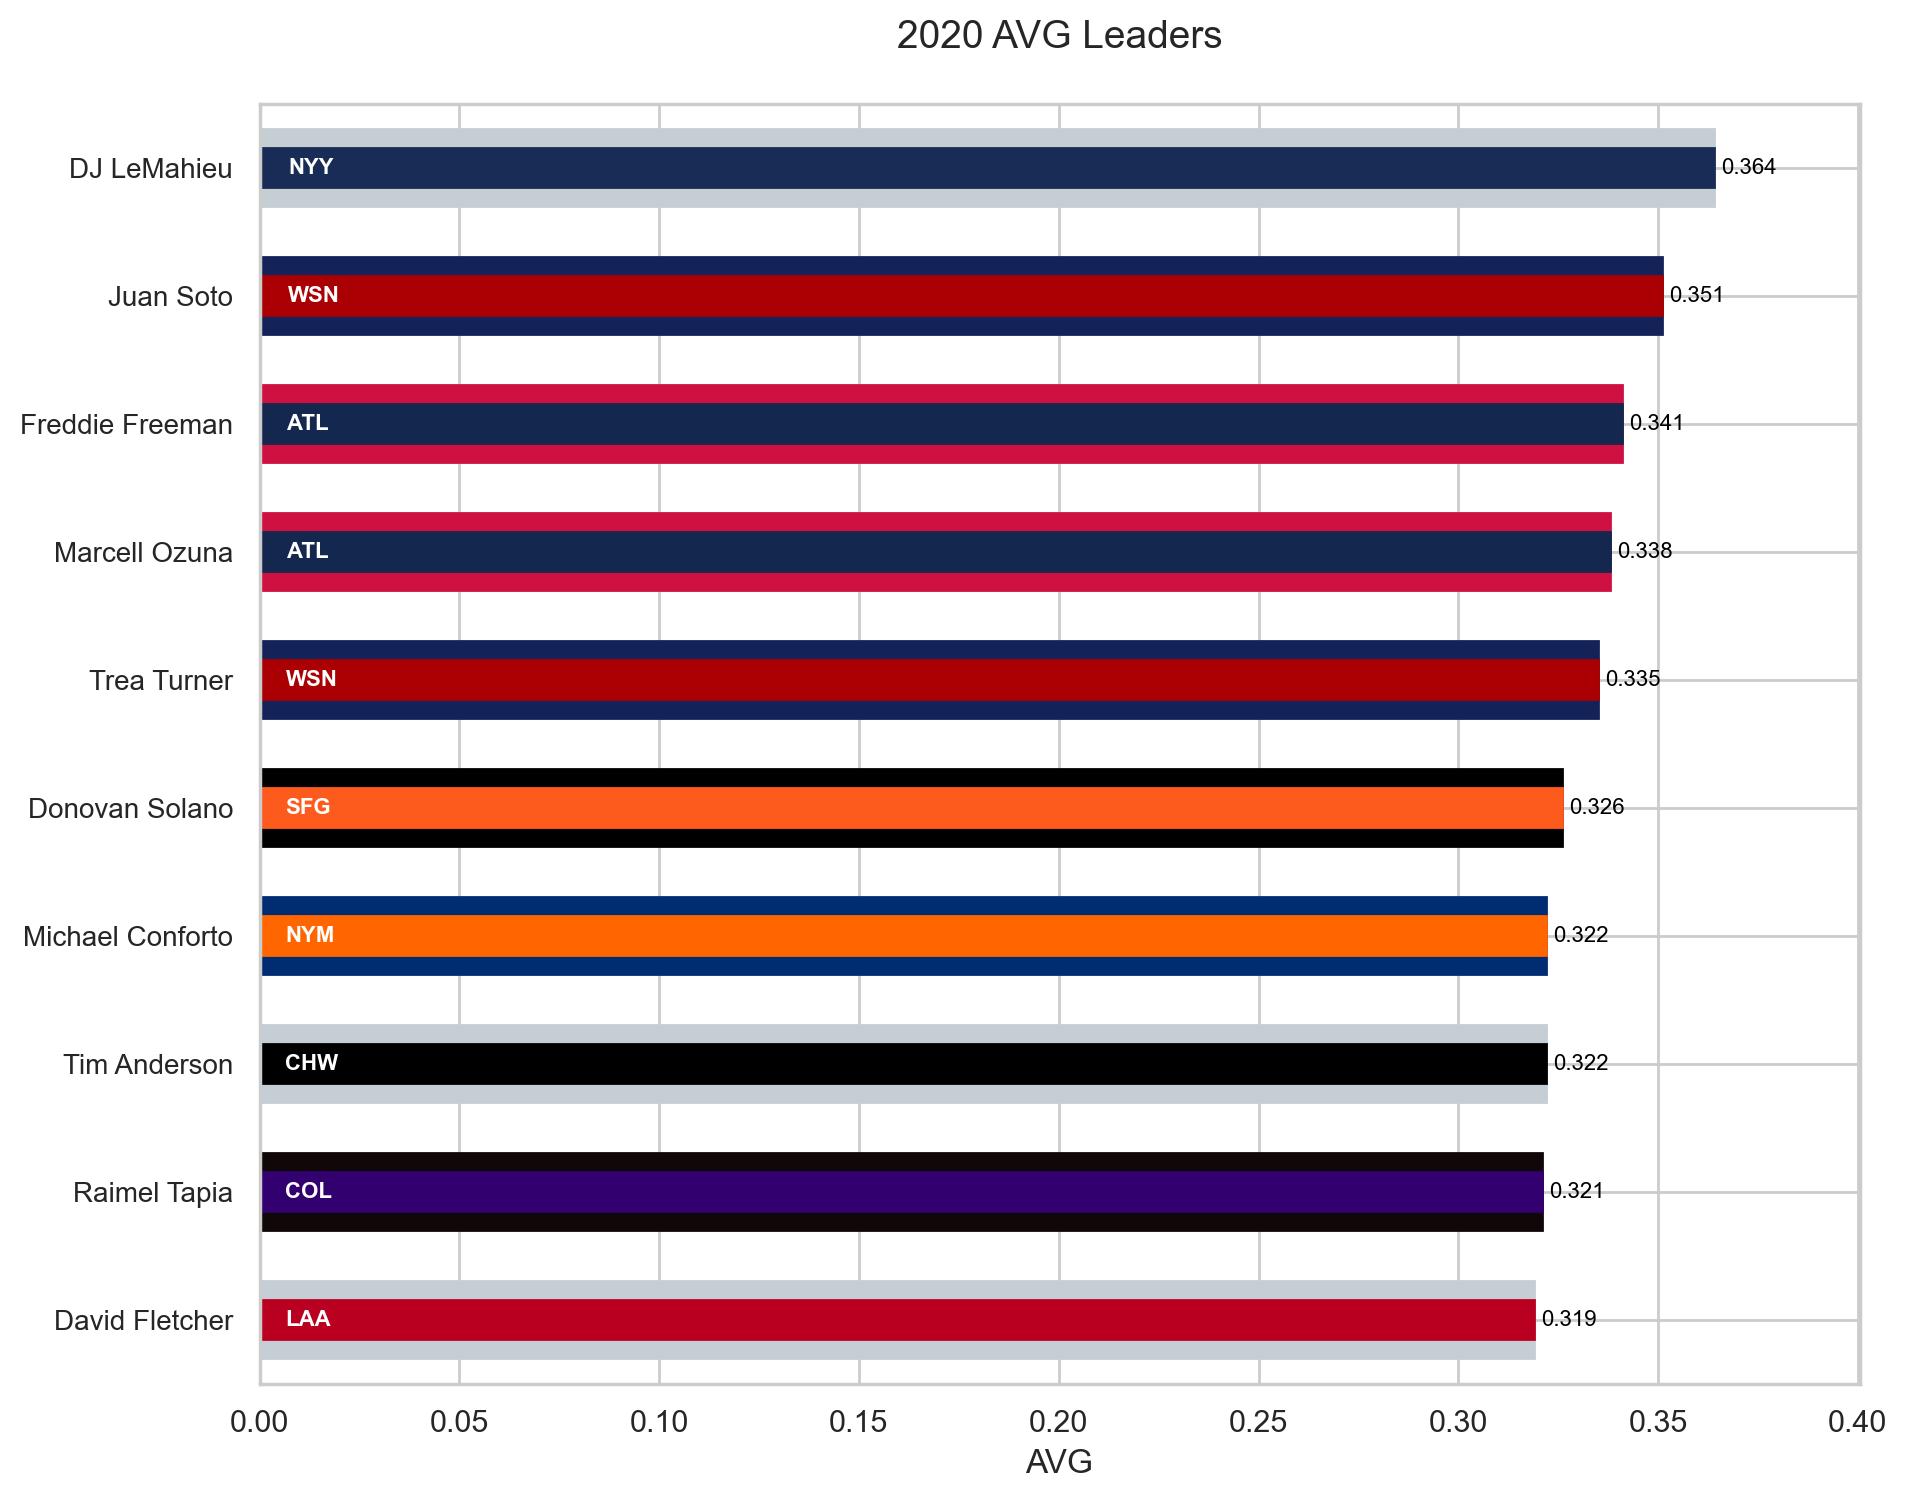 2020 AVG Leaders
DJ LeMahieu NYY 0.364
Juan Soto WSN 0.351
Freddie Freeman ATL 0.341
Marcell Ozuna ATL 0.338
Trea Turner WSN 0.335
Donovan Solano SFG 0.326
Michael Conforto NYM 0.322
Tim Anderson CHW 0.322
Raimel Tapia COL 0.321
David Fletcher LAA 0.319
0.00 0.05 0.10 0.15 0.20 0.25 0.30 0.35 0.40
AVG